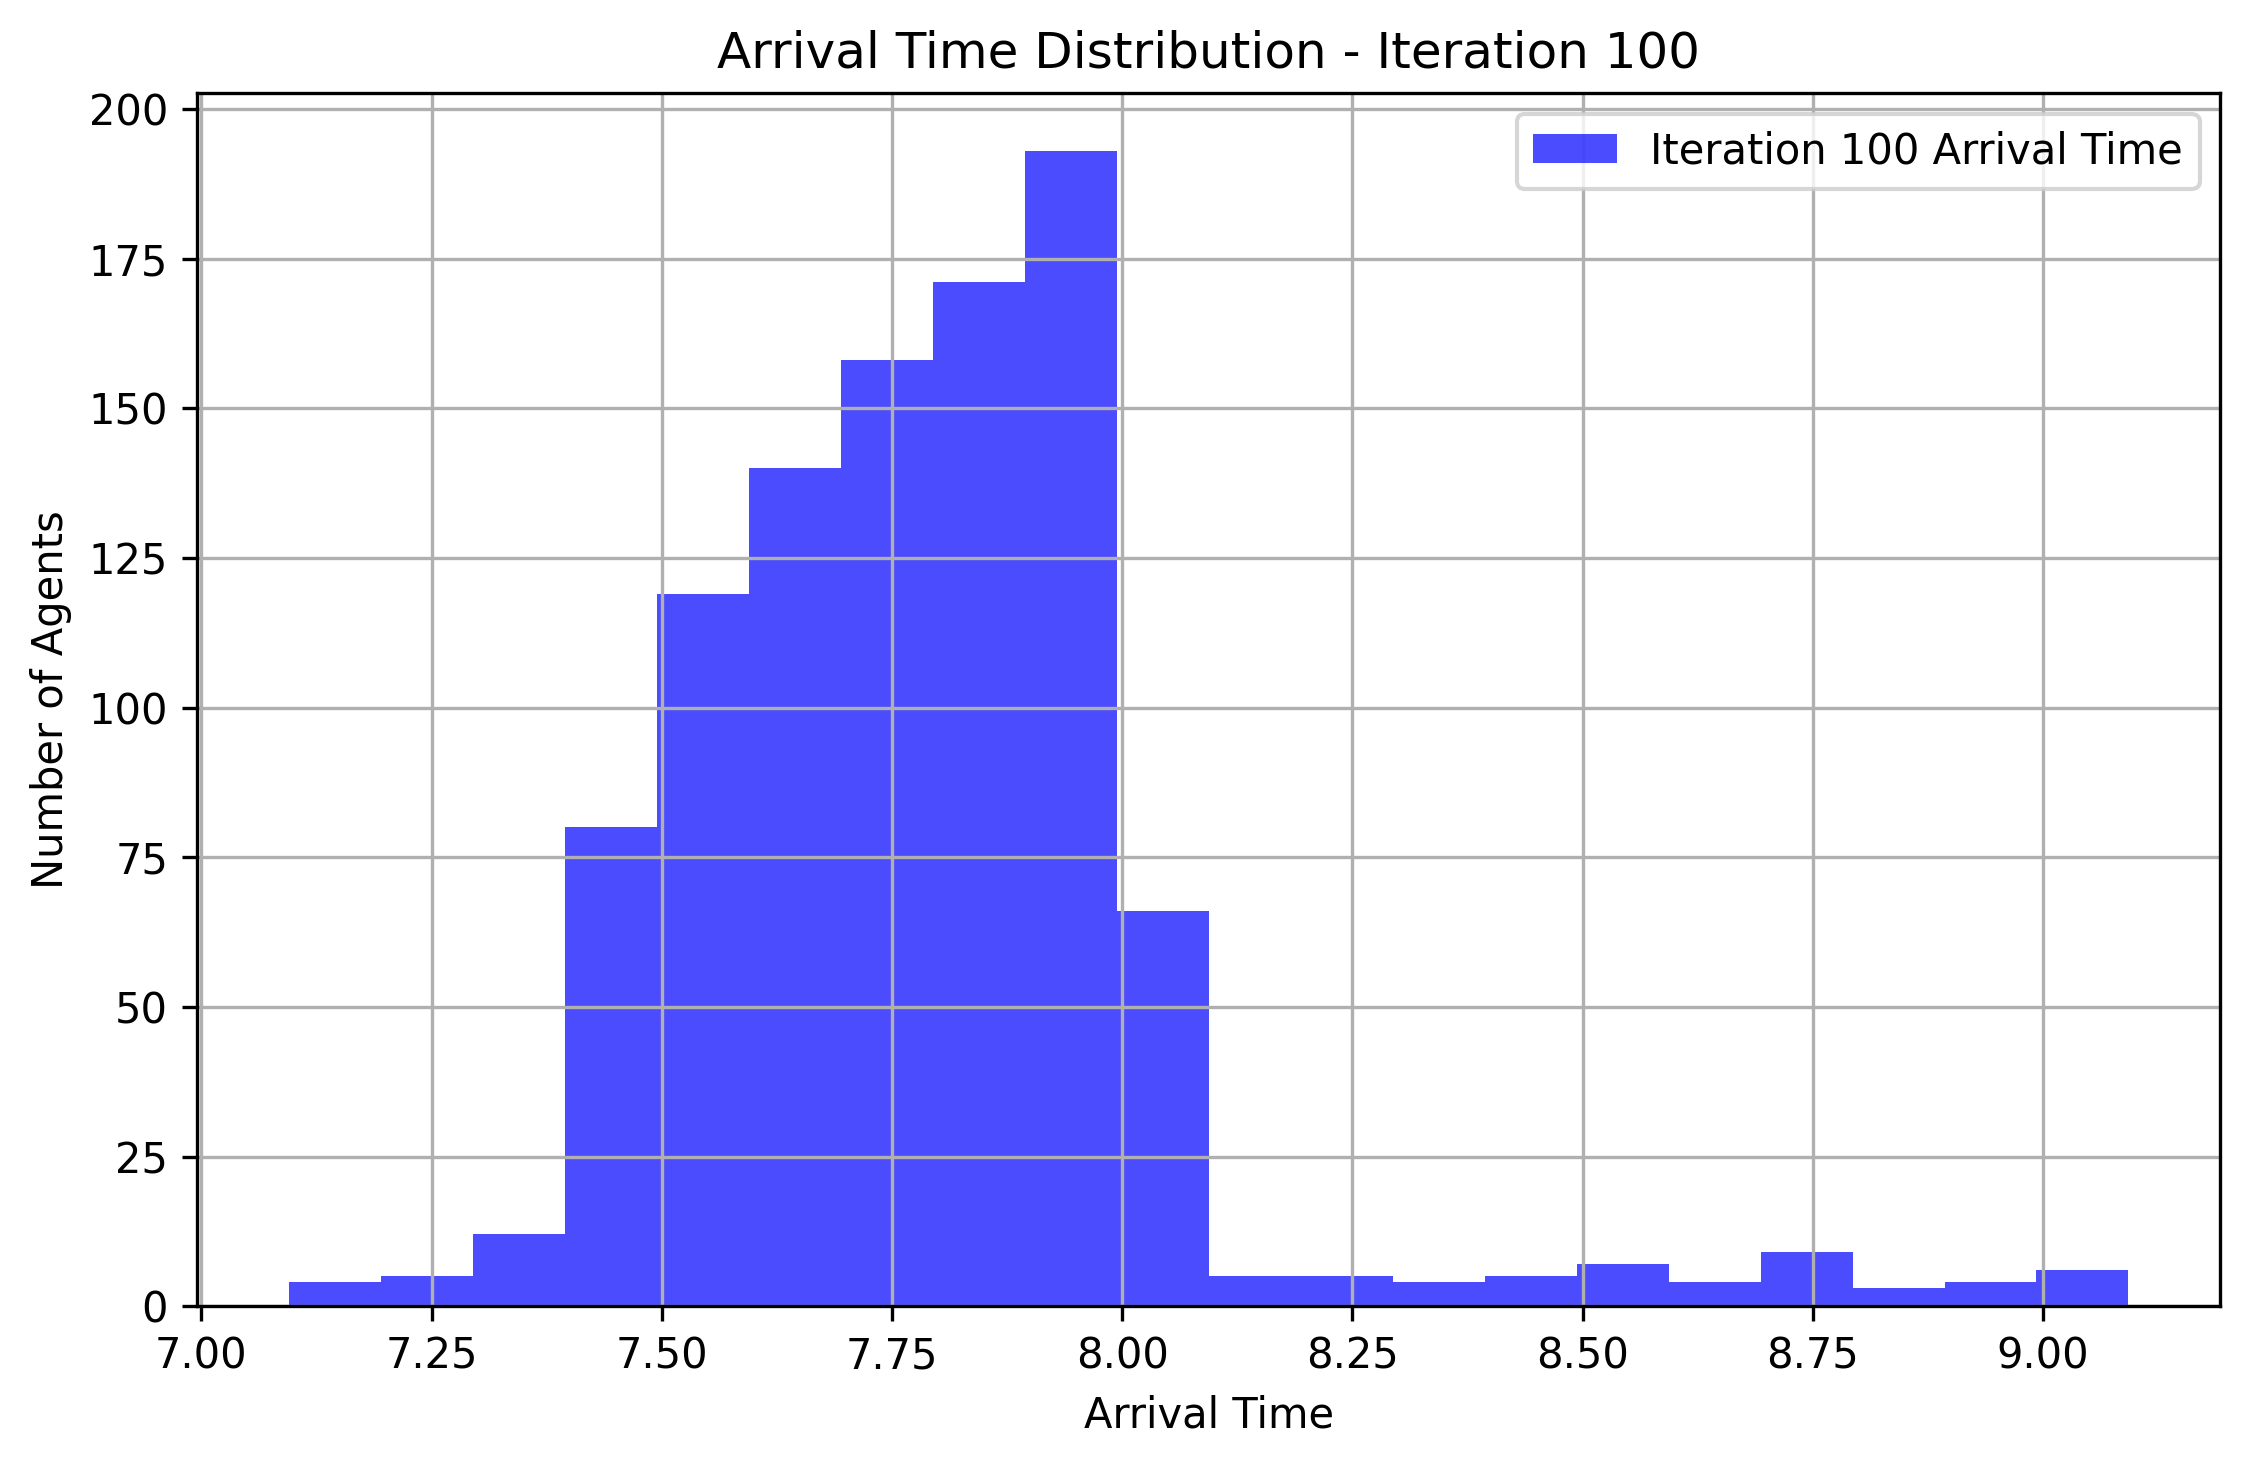 Arrival Time Distribution - Iteration 100
Iteration 100 Arrival Time
200
175
150
125
100
75
50
25
0
Number of Agents
7.00 7.25 7.50 7.75 8.00 8.25 8.50 8.75 9.00
Arrival Time